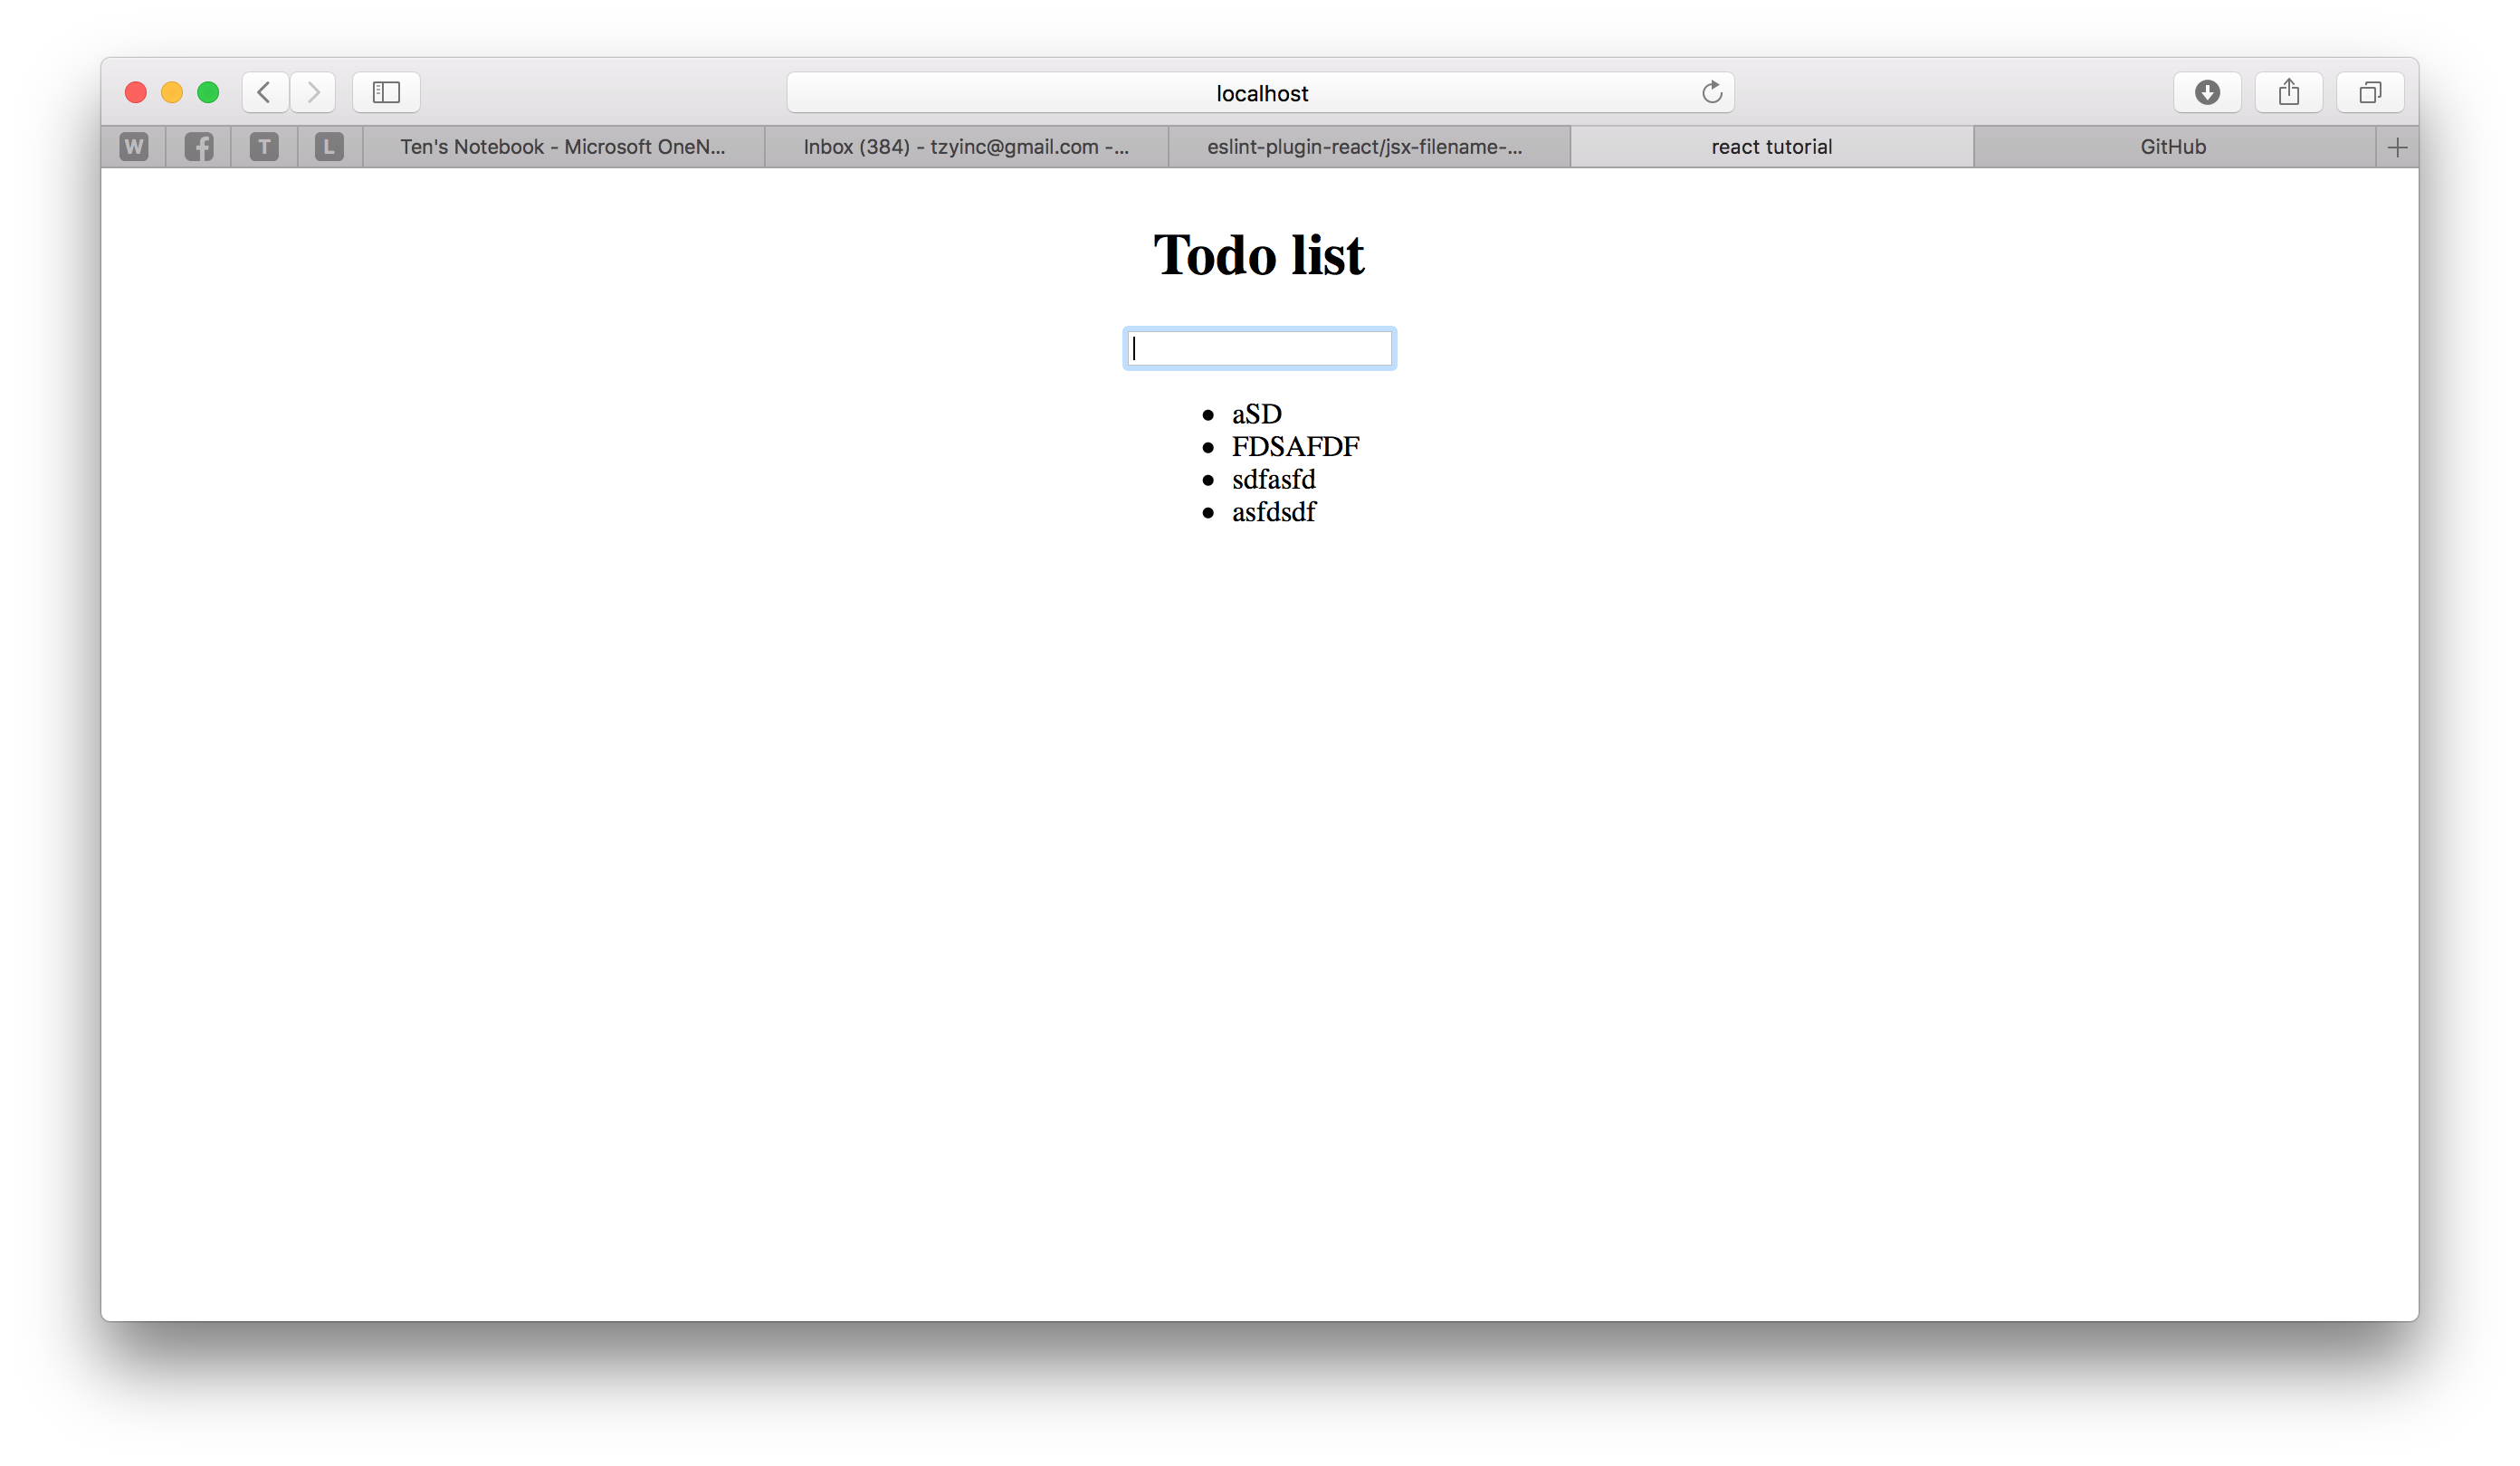 localhost
W f T L Ten's Notebook - Microsoft OneN... Inbox (384) - tzyinc@gmail.com -... eslint-plugin-react/jsx-filename-... react tutorial GitHub
Todo list
aSD
FDSAFDF
sdfasfd
asfdsdf